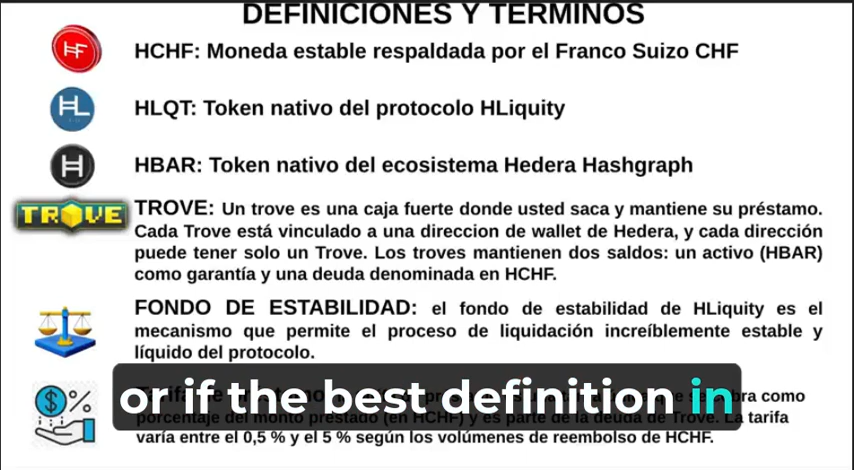 DEFINICIONES Y TERMINOS
HF
HCHF: Moneda estable respaldada por el Franco Suizo CHF
HL
HLQT: Token nativo del protocolo HLiquity
H
HBAR: Token nativo del ecosistema Hedera Hashgraph
TROVE
TROVE: Un trove es una caja fuerte donde usted saca y mantiene su préstamo.
Cada Trove está vinculado a una direccion de wallet de Hedera, y cada dirección
puede tener solo un Trove. Los troves mantienen dos saldos: un activo (HBAR)
como garantía y una deuda denominada en HCHF.
FONDO DE ESTABILIDAD: el fondo de estabilidad de HLiquity es el
mecanismo que permite el proceso de liquidación increíblemente estable y
líquido del protocolo.
or if the best definition in
$%
como
porcentaje del monto prestado (en HCHF) y es parte de la deuda de Trove. La tarifa
varía entre el 0,5 % y el 5 % según los volúmenes de reembolso de HCHF.